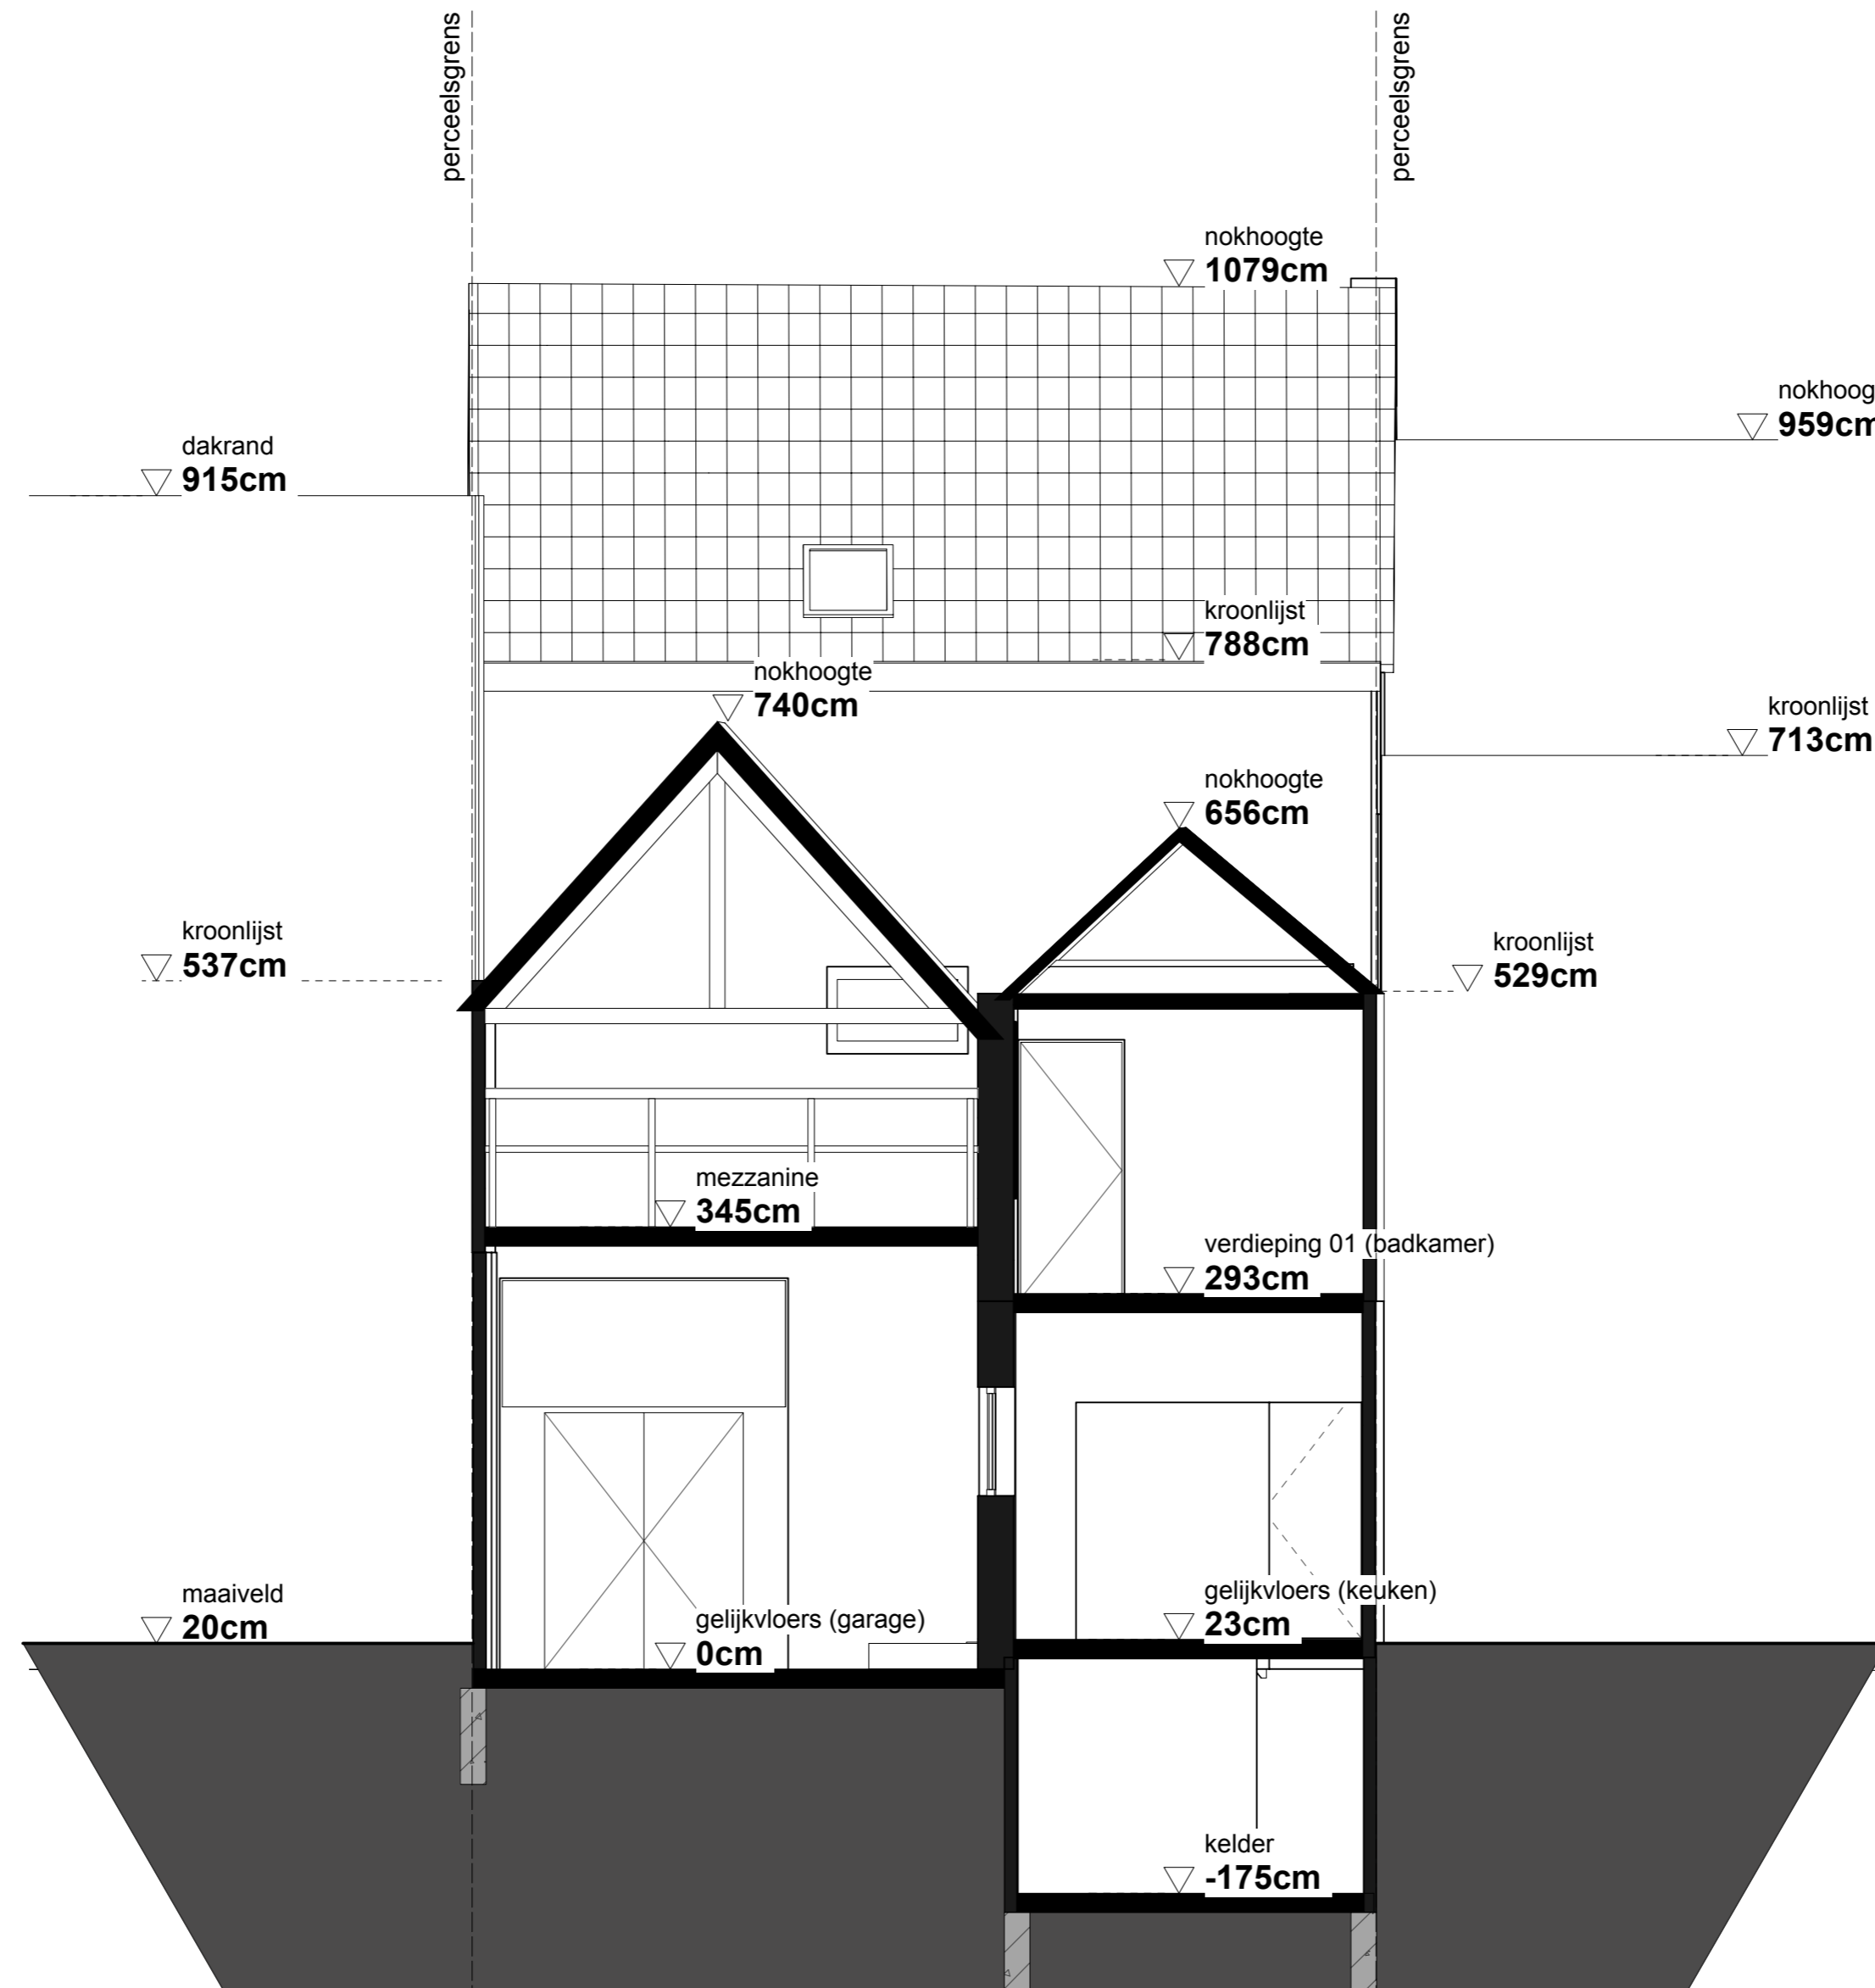 perceelsgrens
perceelsgrens
nokhoogte
1079cm
nokhoog
959cm
dakrand
915cm
kroonlijst
788cm
nokhoogte
740cm
kroonlijst
713cm
nokhoogte
656cm
kroonlijst
537cm
kroonlijst
529cm
mezzanine
345cm
verdieping 01 (badkamer)
293cm
maaiveld
20cm
gelijkvloers (garage)
0cm
gelijkvloers (keuken)
23cm
kelder
-175cm